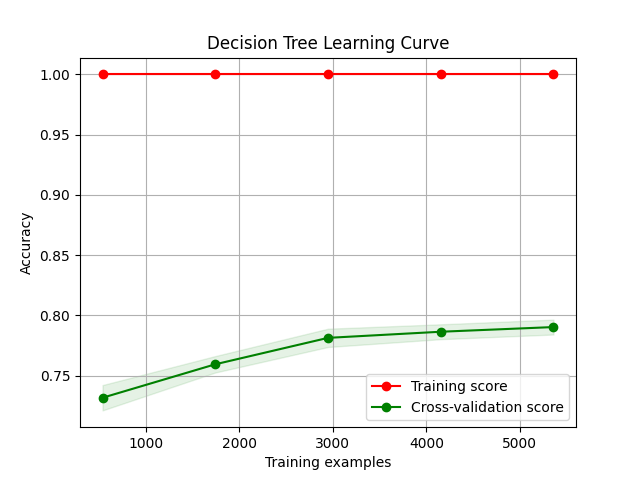 Decision Tree Learning Curve
1.00
0.95
0.90
0.85
0.80
0.75
Accuracy
1000 2000 3000 4000 5000
Training examples
Training score
Cross-validation score